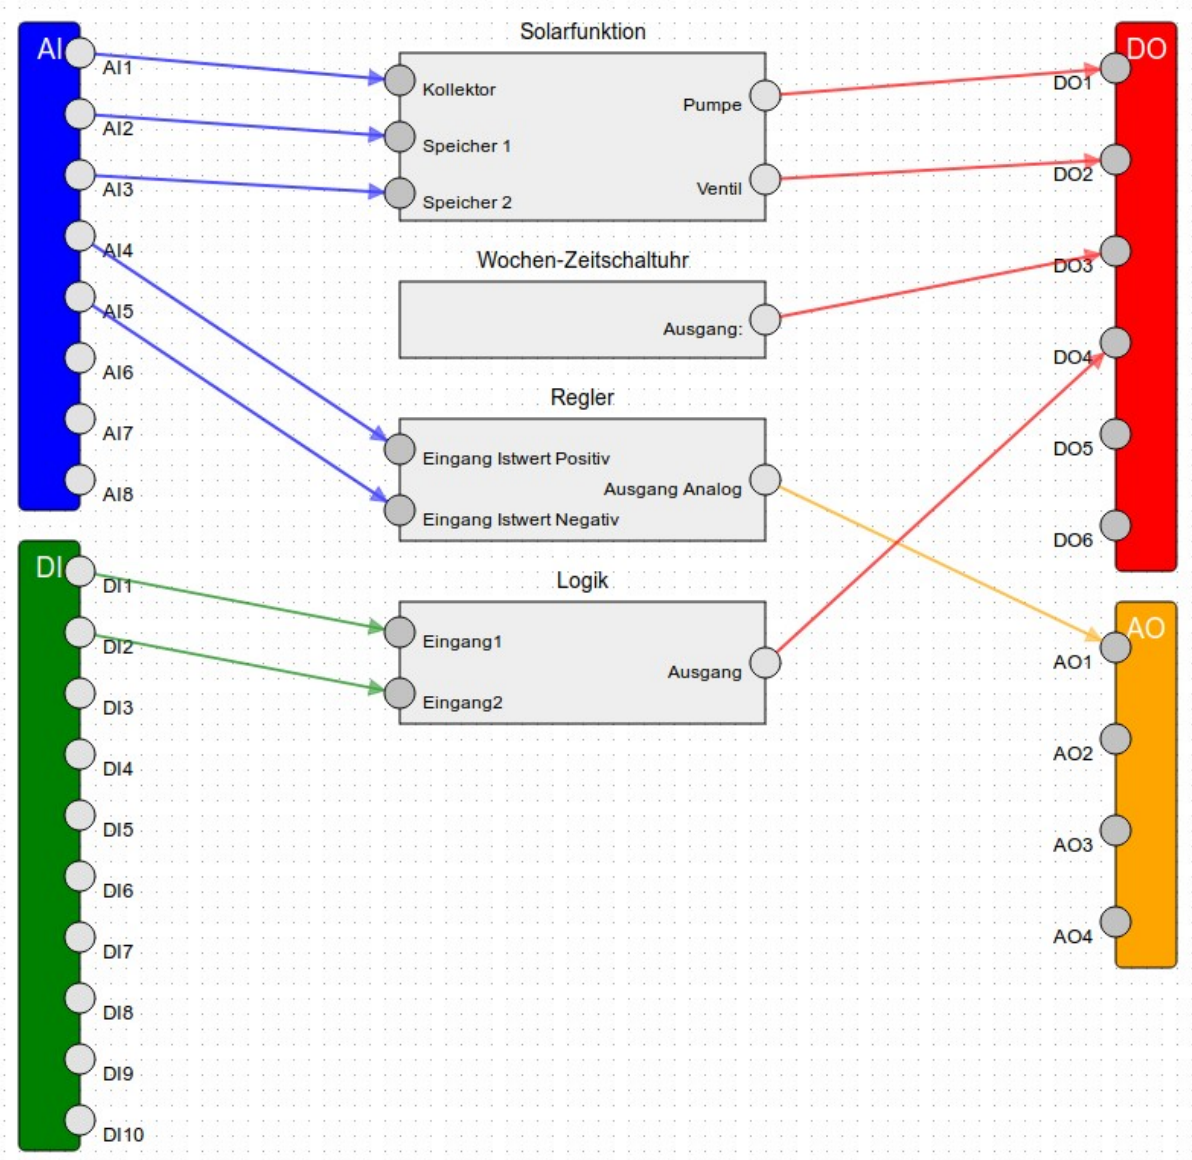 AI
AI1
AI2
AI3
AI4
AI5
AI6
AI7
AI8
DI
DI1
DI2
DI3
DI4
DI5
DI6
DI7
DI8
DI9
DI10
Solarfunktion
Kollektor
Speicher 1
Speicher 2
Pumpe
Ventil
Wochen-Zeitschaltuhr
Ausgang:
Regler
Eingang Istwert Positiv
Ausgang Analog
Eingang Istwert Negativ
Logik
Eingang1
Ausgang
Eingang2
DO
DO1
DO2
DO3
DO4
DO5
DO6
AO
AO1
AO2
AO3
AO4